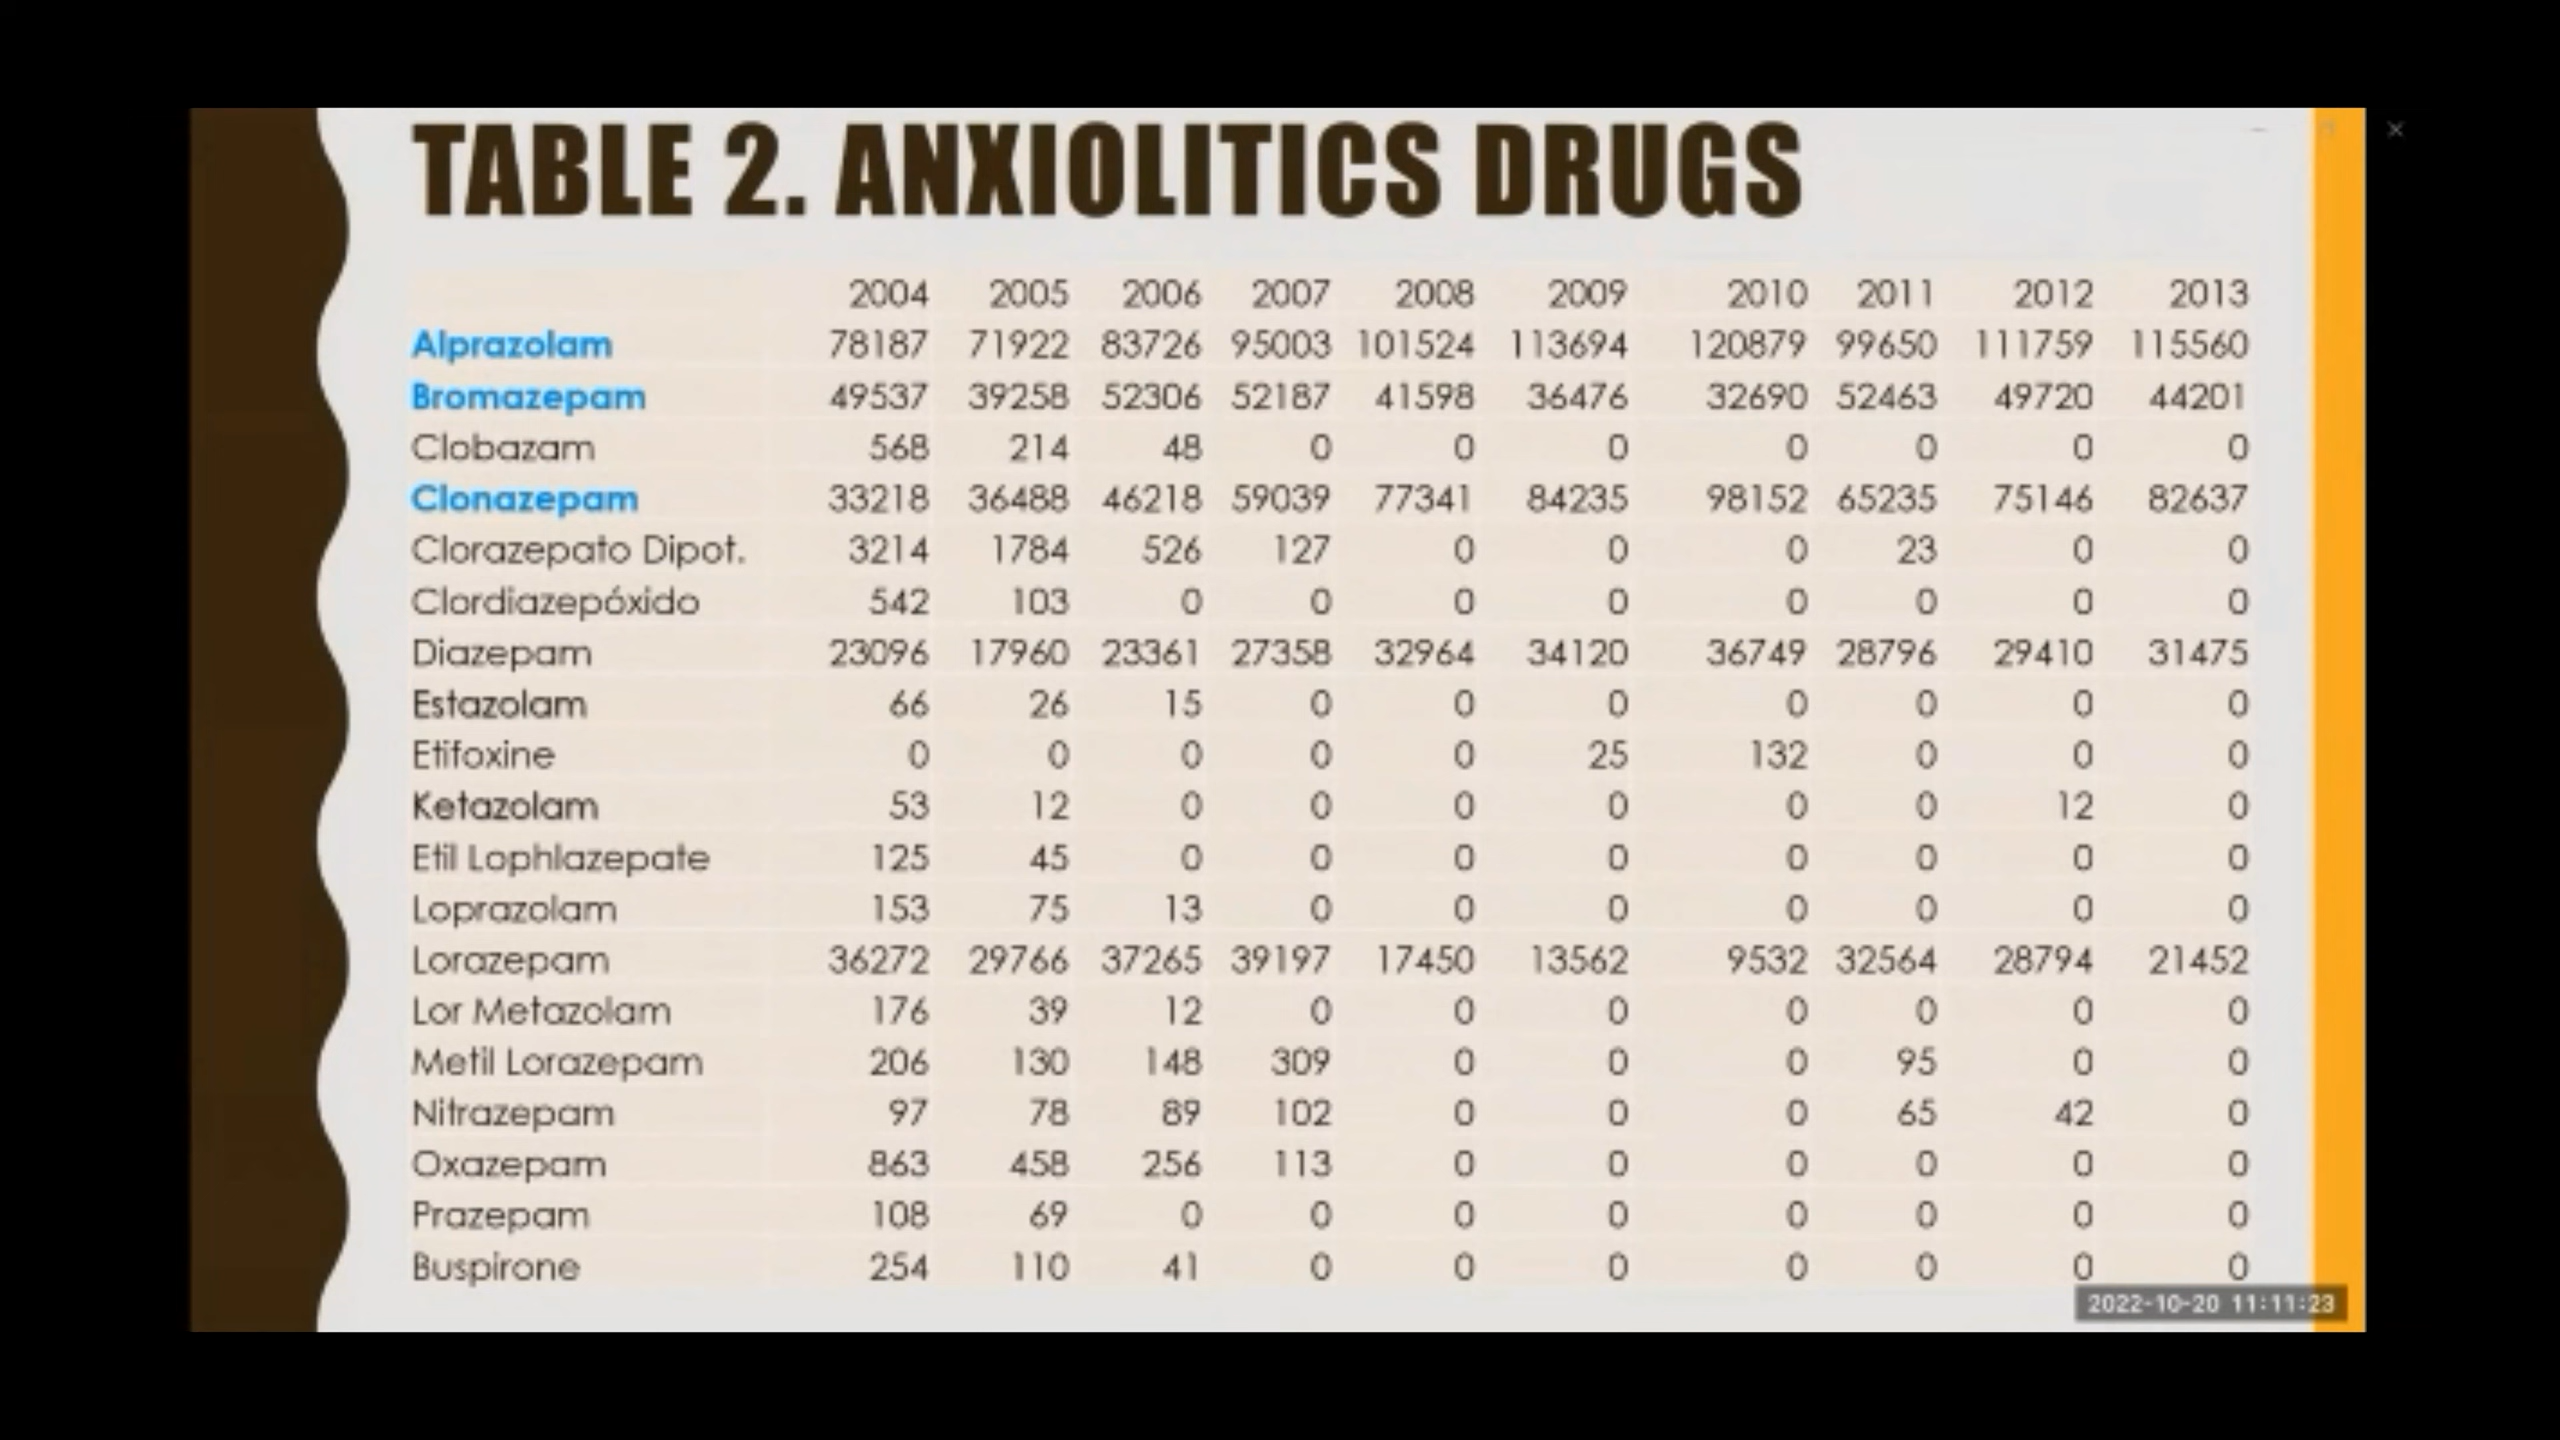 TABLE 2. ANXIOLITICS DRUGS
2004 2005 2006 2007 2008 2009 2010 2011 2012 2013
Alprazolam 78187 71922 83726 95003 101524 113694 120879 99650 111759 115560
Bromazepam 49537 39258 52306 52187 41598 36476 32690 52463 49720 44201
Clobazam 568 214 48 0 0 0 0 0 0 0
Clonazepam 33218 36488 46218 59039 77341 84235 98152 65235 75146 82637
Clorazepato Dipot. 3214 1784 526 127 0 0 0 23 0 0
Clordiazepóxido 542 103 0 0 0 0 0 0 0 0
Diazepam 23096 17960 23361 27358 32964 34120 36749 28796 29410 31475
Estazolam 66 26 15 0 0 0 0 0 0 0
Etifoxine 0 0 0 0 0 25 132 0 0 0
Ketazolam 53 12 0 0 0 0 0 0 12 0
Etil Lophlazepate 125 45 0 0 0 0 0 0 0 0
Loprazolam 153 75 13 0 0 0 0 0 0 0
Lorazepam 36272 29766 37265 39197 17450 13562 9532 32564 28794 21452
Lor Metazolam 176 39 12 0 0 0 0 0 0 0
Metil Lorazepam 206 130 148 309 0 0 0 95 0 0
Nitrazepam 97 78 89 102 0 0 0 65 42 0
Oxazepam 863 458 256 113 0 0 0 0 0 0
Prazepam 108 69 0 0 0 0 0 0 0 0
Buspirone 254 110 41 0 0 0 0 0 0 0
2022-10-20 11:11:23